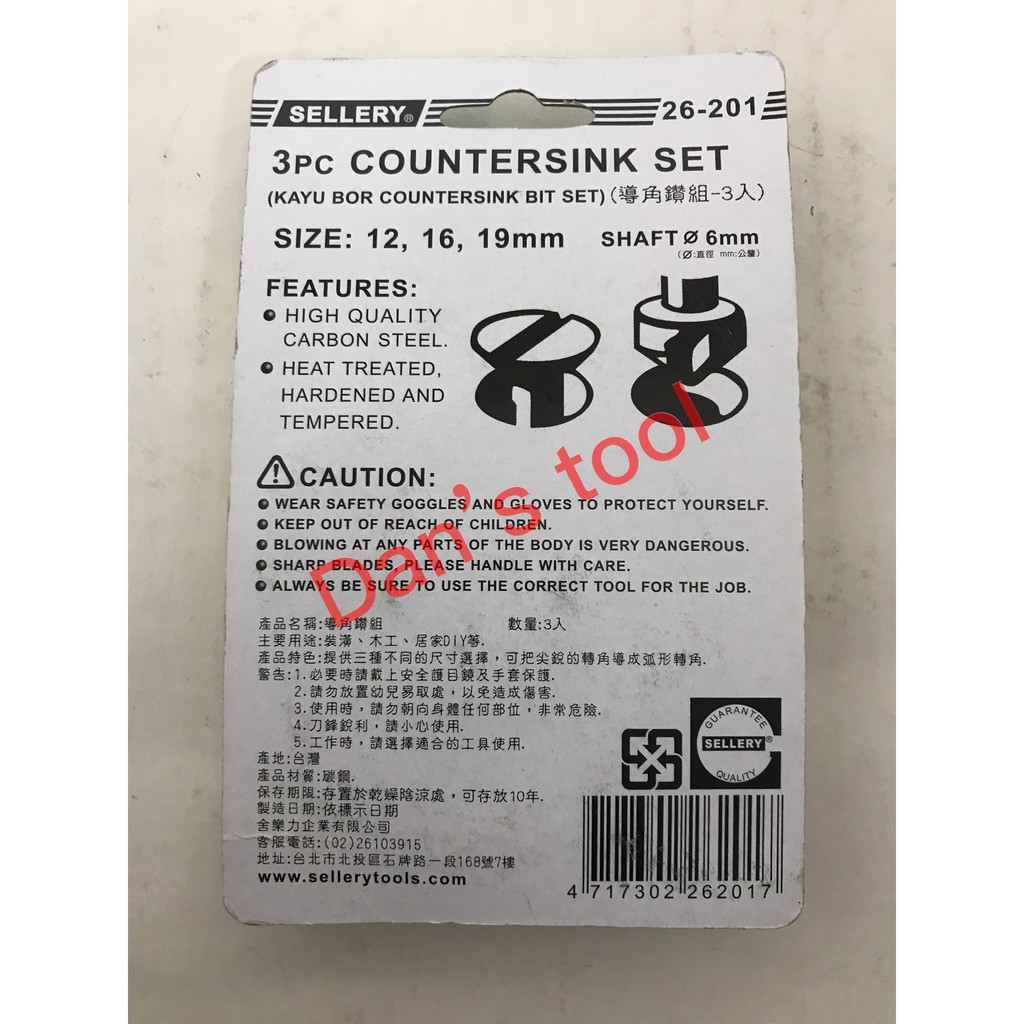 SELLERY®
26-201
3PC COUNTERSINK SET
(KAYU BOR COUNTERSINK BIT SET) (導角鑽組-3入)
SIZE: 12, 16, 19mm SHAFT Ø 6mm
(Ø:直徑 mm:公釐)
FEATURES:
● HIGH QUALITY
CARBON STEEL.
● HEAT TREATED,
HARDENED AND
TEMPERED.
CAUTION:
● WEAR SAFETY GOGGLES AND GLOVES TO PROTECT YOURSELF.
● KEEP OUT OF REACH OF CHILDREN.
● BLOWING AT ANY PARTS OF THE BODY IS VERY DANGEROUS.
● SHARP BLADES, PLEASE HANDLE WITH CARE.
● ALWAYS BE SURE TO USE THE CORRECT TOOL FOR THE JOB.
Dan's tool
產品名稱:導角鑽組 數量:3入
主要用途:裝潢、木工、居家DIY等.
產品特色:提供三種不同的尺寸選擇，可把尖銳的轉角導成弧形轉角.
警告:1.必要時請戴上安全護目鏡及手套保護.
2.請勿放置幼兒易取處，以免造成傷害.
3.使用時，請勿朝向身體任何部位，非常危險.
4.刀鋒銳利，請小心使用.
5.工作時，請選擇適合的工具使用.
產地:台灣
產品材質:碳鋼.
保存期限:存置於乾燥陰涼處，可存放10年.
製造日期:依標示日期
舍樂力企業有限公司
客服電話:(02)26103915
地址:台北市北投區石牌路一段168號7樓
www.sellerytools.com
GUARANTEE
SELLERY®
QUALITY
4 717302 262017